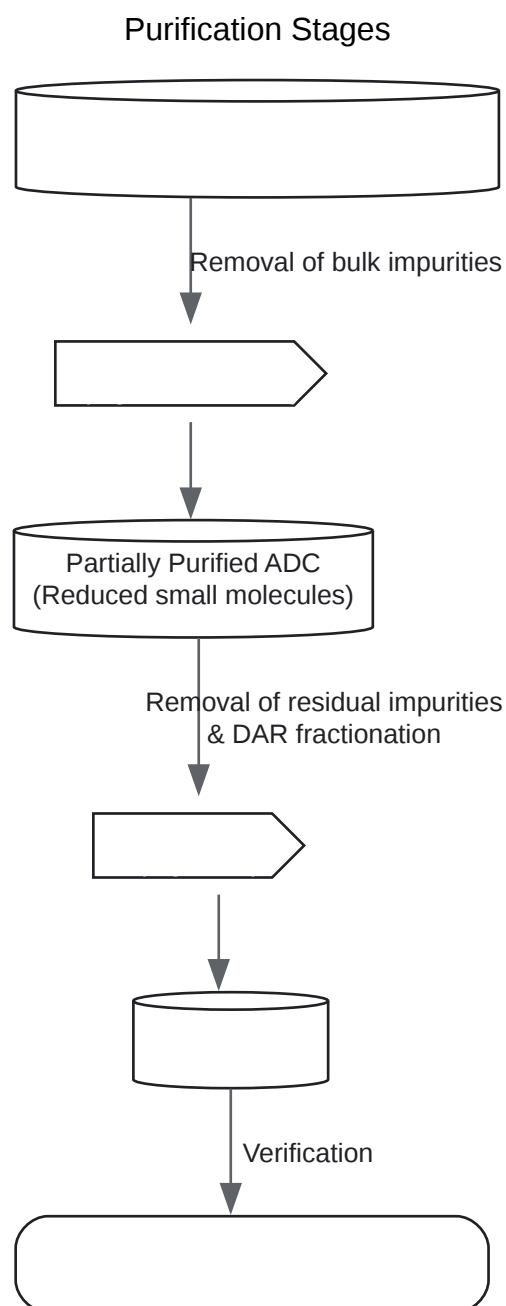 Purification Stages
Removal of bulk impurities
Partially Purified ADC
(Reduced small molecules)
Removal of residual impurities
& DAR fractionation
Verification